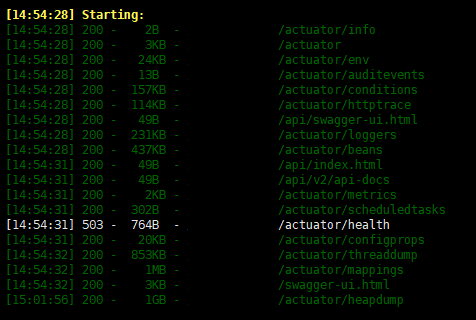 [14:54:28] Starting:
[14:54:28] 200 -    2B  -              /actuator/info
[14:54:28] 200 -    3KB -              /actuator
[14:54:28] 200 -   24KB -              /actuator/env
[14:54:28] 200 -   13B  -              /actuator/auditevents
[14:54:28] 200 -  157KB -              /actuator/conditions
[14:54:28] 200 -  114KB -              /actuator/httptrace
[14:54:28] 200 -   49B  -              /api/swagger-ui.html
[14:54:28] 200 -  231KB -              /actuator/loggers
[14:54:28] 200 -  437KB -              /actuator/beans
[14:54:31] 200 -   49B  -              /api/index.html
[14:54:31] 200 -   49B  -              /api/v2/api-docs
[14:54:31] 200 -    2KB -              /actuator/metrics
[14:54:31] 200 -  302B  -              /actuator/scheduledtasks
[14:54:31] 503 -  764B  -              /actuator/health
[14:54:31] 200 -   20KB -              /actuator/configprops
[14:54:32] 200 -  853KB -              /actuator/threaddump
[14:54:32] 200 -    1MB -              /actuator/mappings
[14:54:32] 200 -    3KB -              /swagger-ui.html
[15:01:56] 200 -    1GB -              /actuator/heapdump